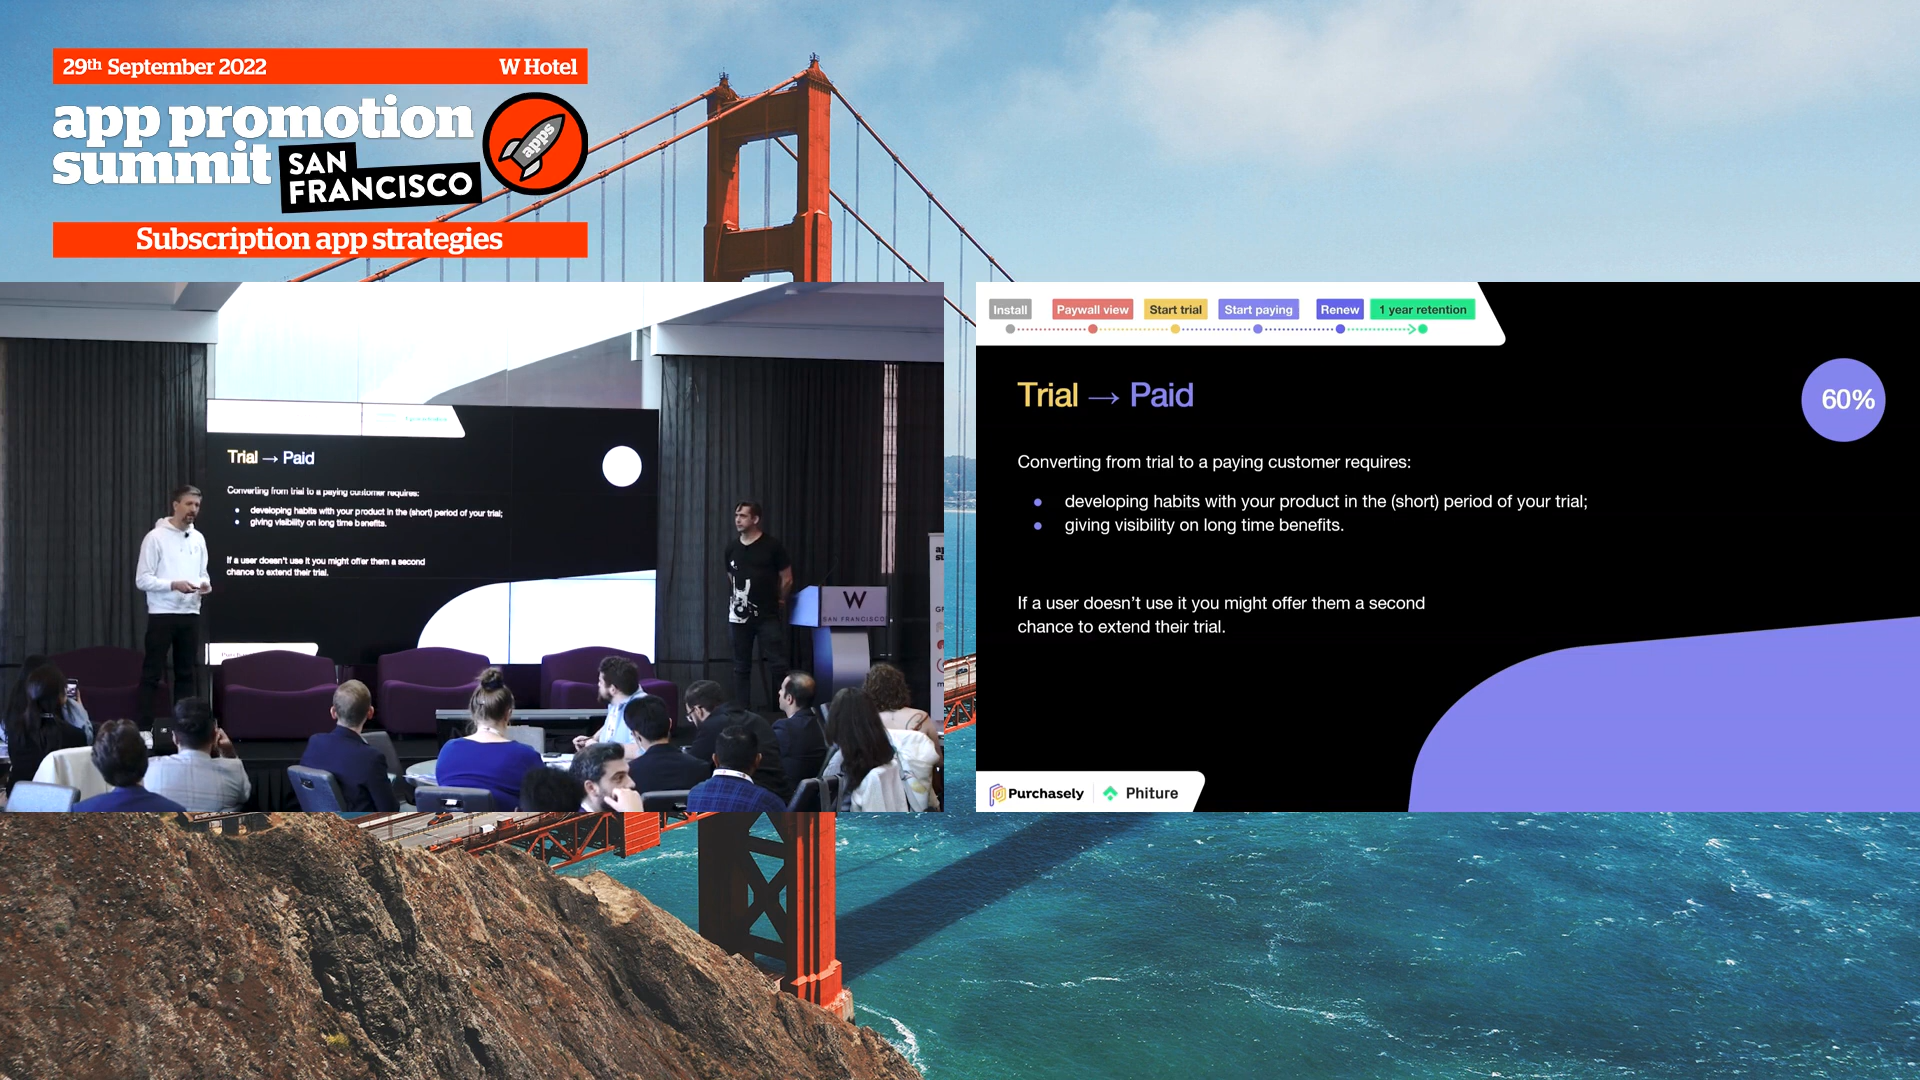 29th September 2022
W Hotel
app promotion
summit
SAN
FRANCISCO
apps
Subscription app strategies
Trial → Paid
Converting from trial to a paying customer requires:
developing habits with your product in the (short) period of your trial;
giving visibility on long time benefits.
If a user doesn't use it you might offer them a second
chance to extend their trial.
W
SAN FRANCISCO
Install
Paywall view
Start trial
Start paying
Renew
1 year retention
Trial → Paid
60%
Converting from trial to a paying customer requires:
developing habits with your product in the (short) period of your trial;
giving visibility on long time benefits.
If a user doesn't use it you might offer them a second
chance to extend their trial.
Purchasely
Phiture